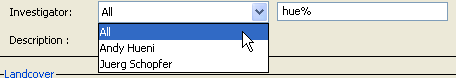 Investigator: All hue%
All
Description : Andy Hueni
Juerg Schopfer
Landcover